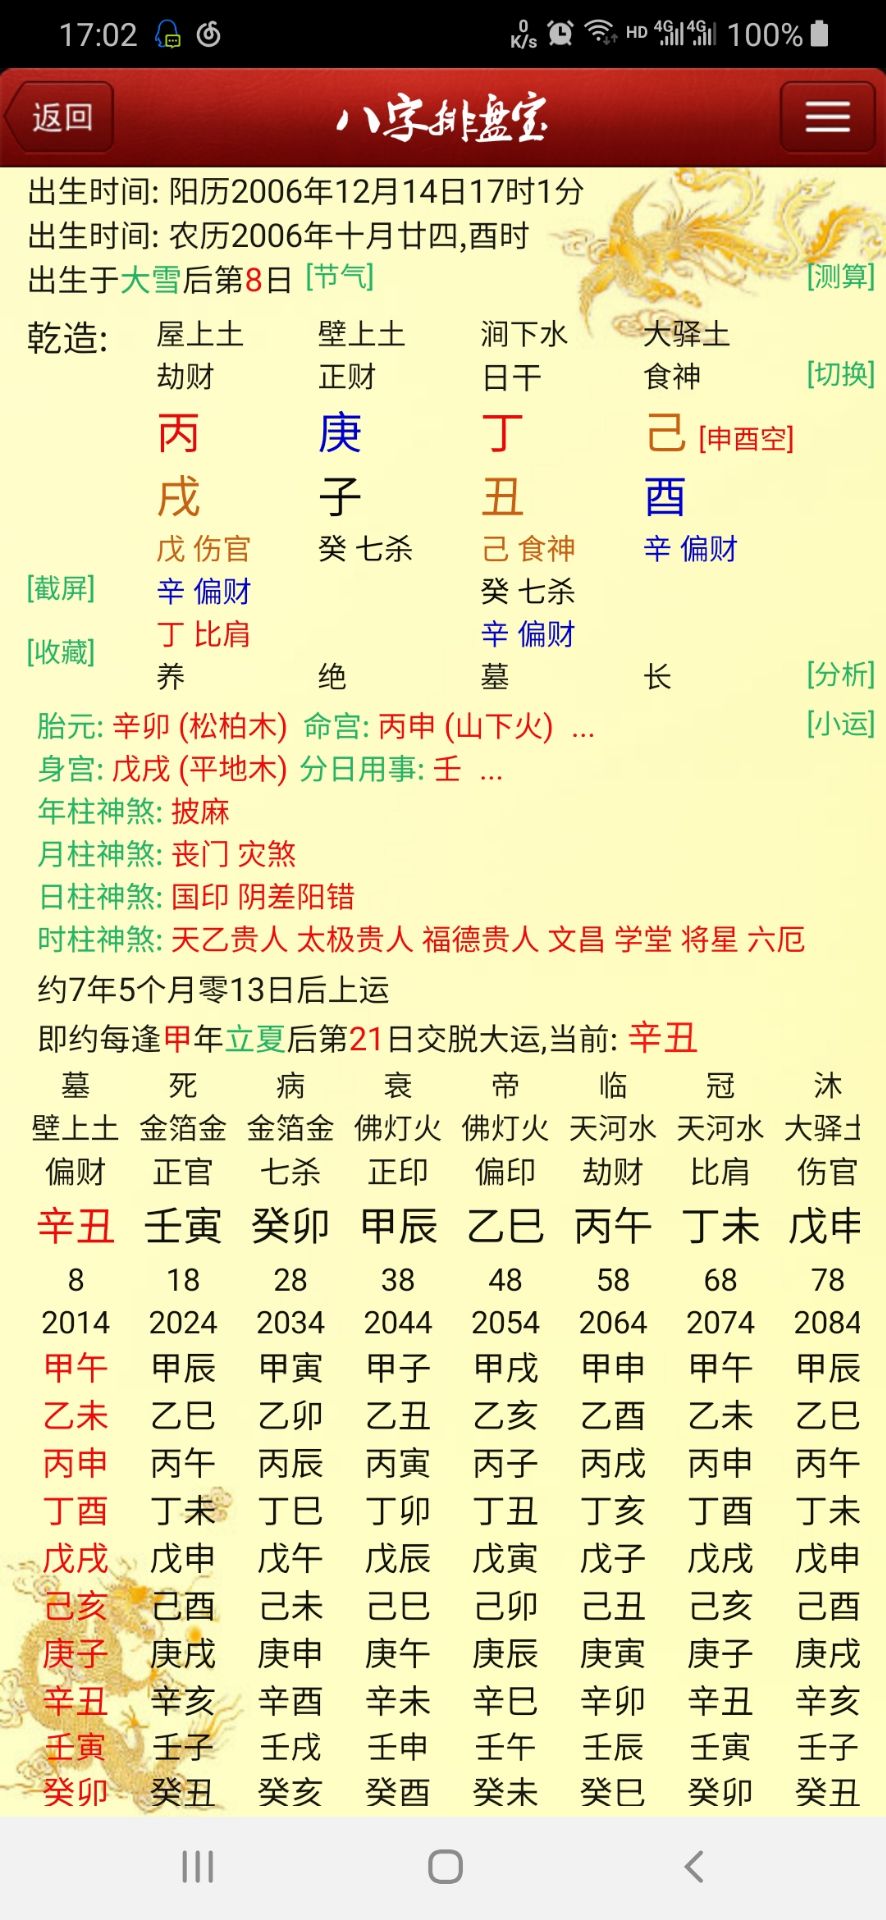 17:02 0 K/s HD 4G 4G 100%
返回 八字排盘宝
出生时间: 阳历2006年12月14日17时1分
出生时间: 农历2006年十月廿四,酉时
出生于大雪后第8日 [节气] [测算]
乾造: 屋上土 壁上土 涧下水 大驿土
劫财 正财 日干 食神 [切换]
丙 庚 丁 己 [申酉空]
戌 子 丑 酉
戊 伤官 癸 七杀 己 食神 辛 偏财
[截屏] 辛 偏财 癸 七杀
[收藏] 丁 比肩 辛 偏财
养 绝 墓 长 [分析]
胎元: 辛卯 (松柏木) 命宫: 丙申 (山下火) ... [小运]
身宫: 戊戌 (平地木) 分日用事: 壬 ...
年柱神煞: 披麻
月柱神煞: 丧门 灾煞
日柱神煞: 国印 阴差阳错
时柱神煞: 天乙贵人 太极贵人 福德贵人 文昌 学堂 将星 六厄
约7年5个月零13日后上运
即约每逢甲年立夏后第21日交脱大运,当前: 辛丑
墓 死 病 衰 帝 临 冠 沐
壁上土 金箔金 金箔金 佛灯火 佛灯火 天河水 天河水 大驿土
偏财 正官 七杀 正印 偏印 劫财 比肩 伤官
辛丑 壬寅 癸卯 甲辰 乙巳 丙午 丁未 戊申
8 18 28 38 48 58 68 78
2014 2024 2034 2044 2054 2064 2074 2084
甲午 甲辰 甲寅 甲子 甲戌 甲申 甲午 甲辰
乙未 乙巳 乙卯 乙丑 乙亥 乙酉 乙未 乙巳
丙申 丙午 丙辰 丙寅 丙子 丙戌 丙申 丙午
丁酉 丁未 丁巳 丁卯 丁丑 丁亥 丁酉 丁未
戊戌 戊申 戊午 戊辰 戊寅 戊子 戊戌 戊申
己亥 己酉 己未 己巳 己卯 己丑 己亥 己酉
庚子 庚戌 庚申 庚午 庚辰 庚寅 庚子 庚戌
辛丑 辛亥 辛酉 辛未 辛巳 辛卯 辛丑 辛亥
壬寅 壬子 壬戌 壬申 壬午 壬辰 壬寅 壬子
癸卯 癸丑 癸亥 癸酉 癸未 癸巳 癸卯 癸丑